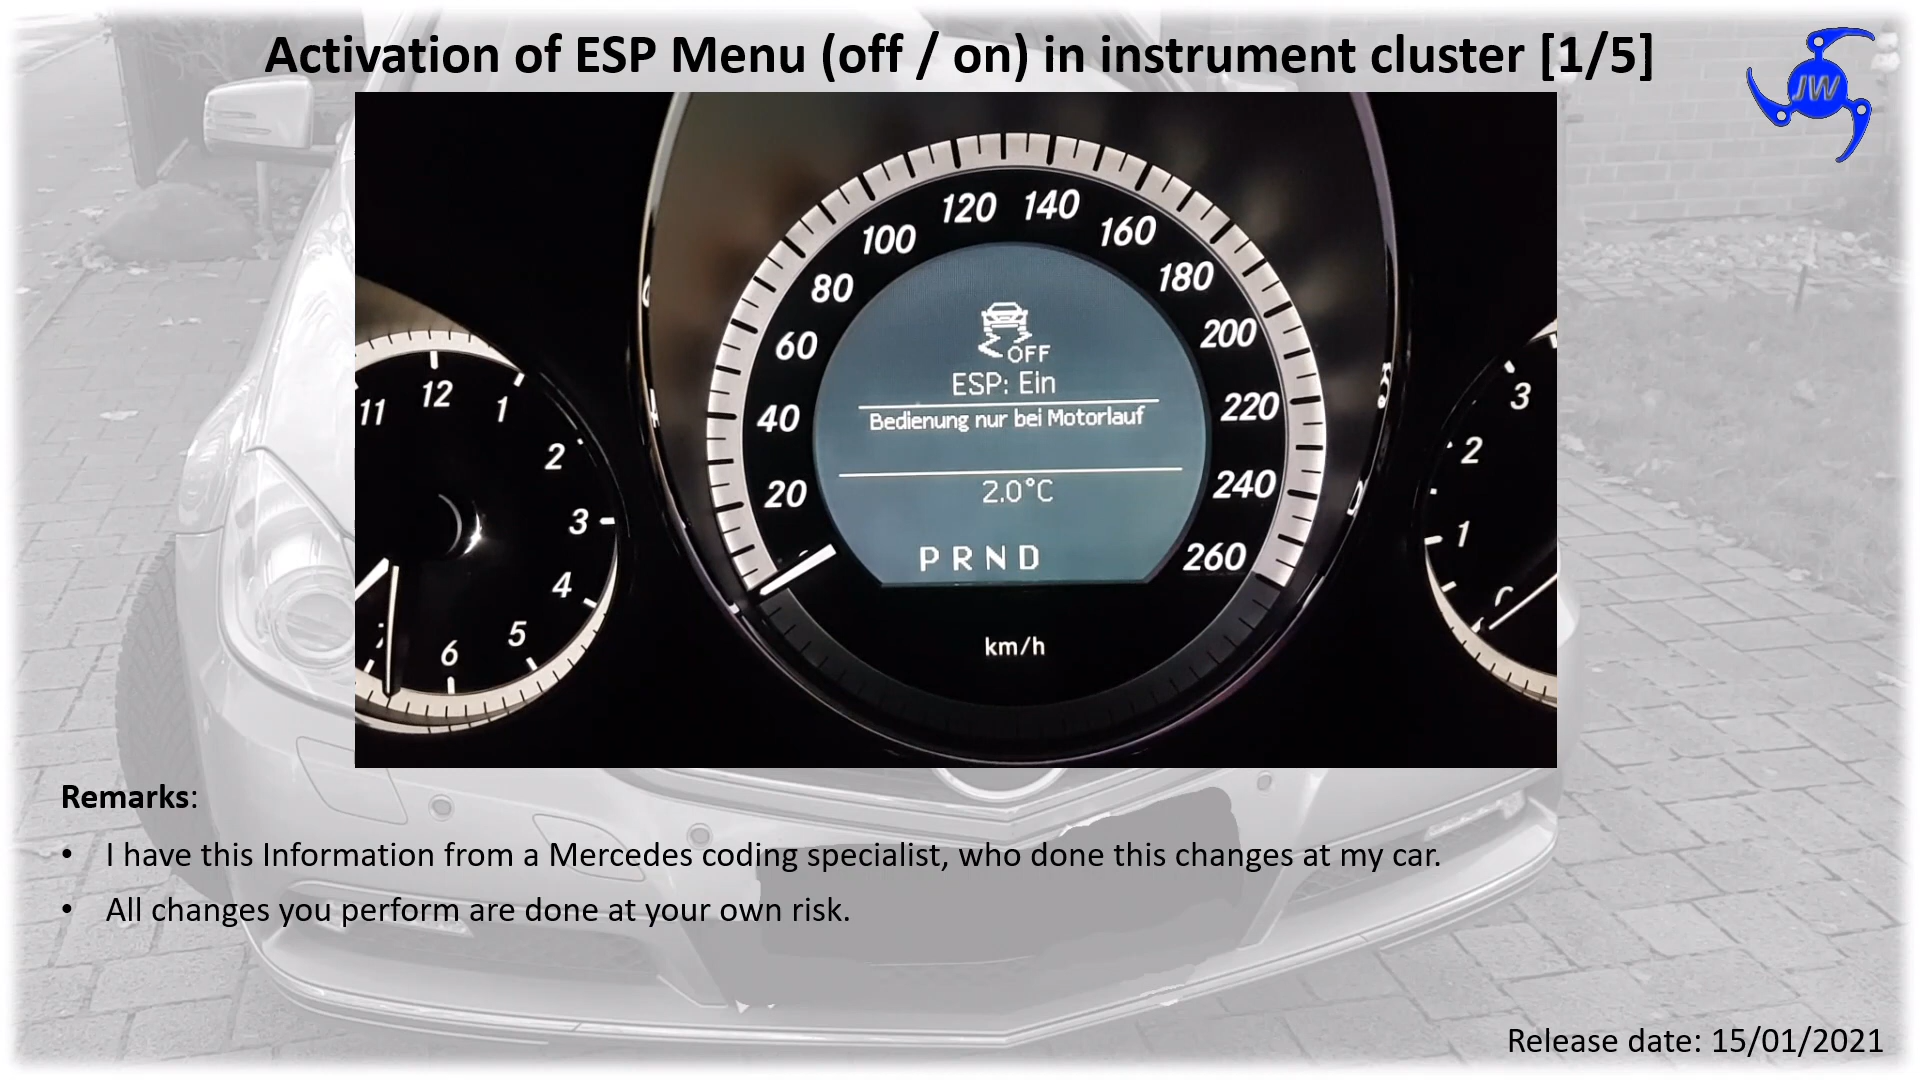 Activation of ESP Menu (off / on) in instrument cluster [1/5]
JW
120 140
100 160
80 180
60 200
40 220
20 240
260
OFF
ESP: Ein
Bedienung nur bei Motorlauf
2.0°C
P R N D
km/h
11 12 1
2
3
4
5
6
7
3
2
1
Remarks:
• I have this Information from a Mercedes coding specialist, who done this changes at my car.
• All changes you perform are done at your own risk.
Release date: 15/01/2021